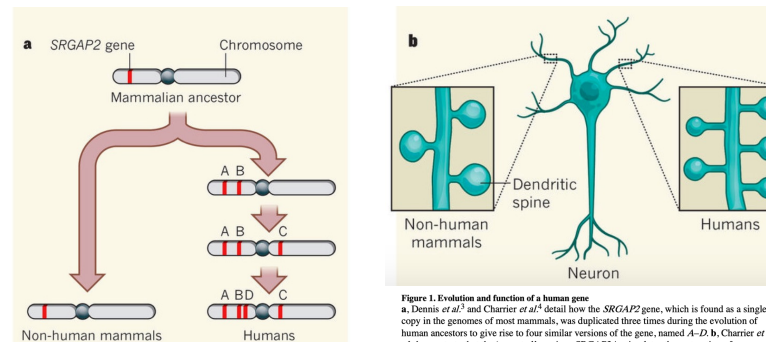 a
SRGAP2 gene
Chromosome
Mammalian ancestor
A B
A B C
A BD C
Non-human mammals
Humans
b
Dendritic
spine
Non-human
mammals
Humans
Neuron
Figure 1. Evolution and function of a human gene
a, Dennis et al.3 and Charrier et al.4 detail how the SRGAP2 gene, which is found as a single
copy in the genomes of most mammals, was duplicated three times during the evolution of
human ancestors to give rise to four similar versions of the gene, named A–D. b, Charrier et